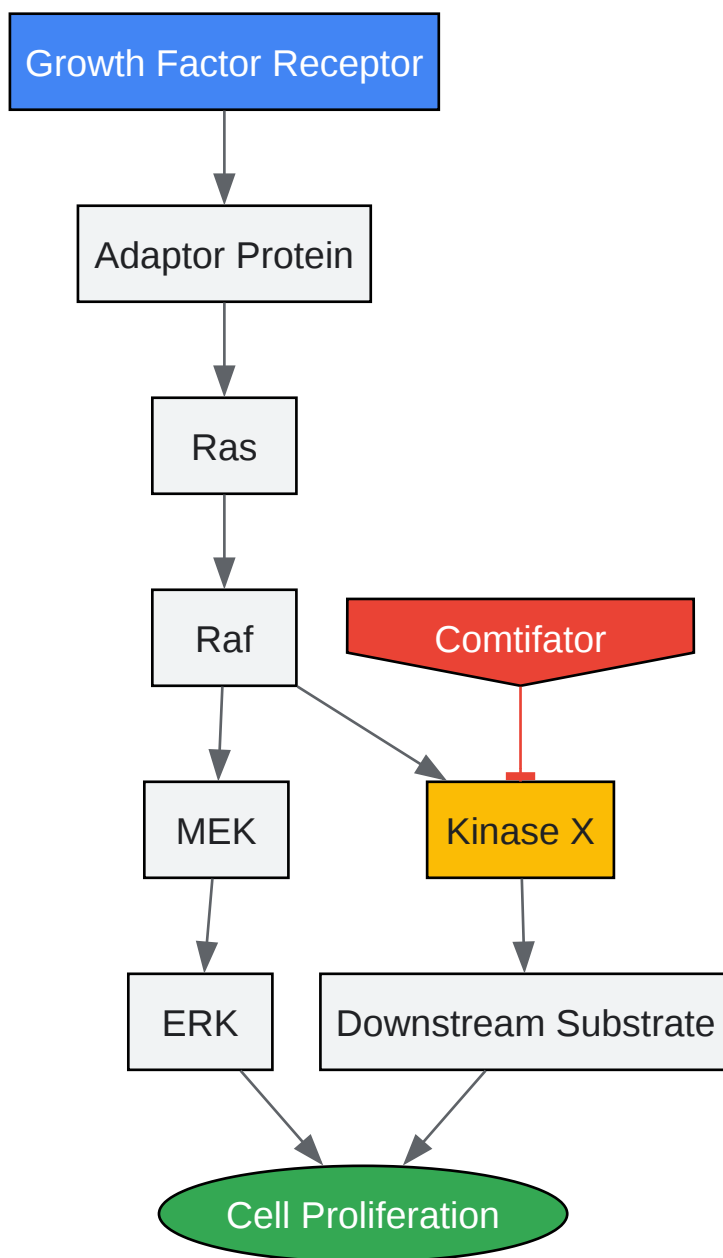 Growth Factor Receptor
Adaptor Protein
Ras
Raf
Comtifator
MEK
Kinase X
ERK
Downstream Substrate
Cell Proliferation